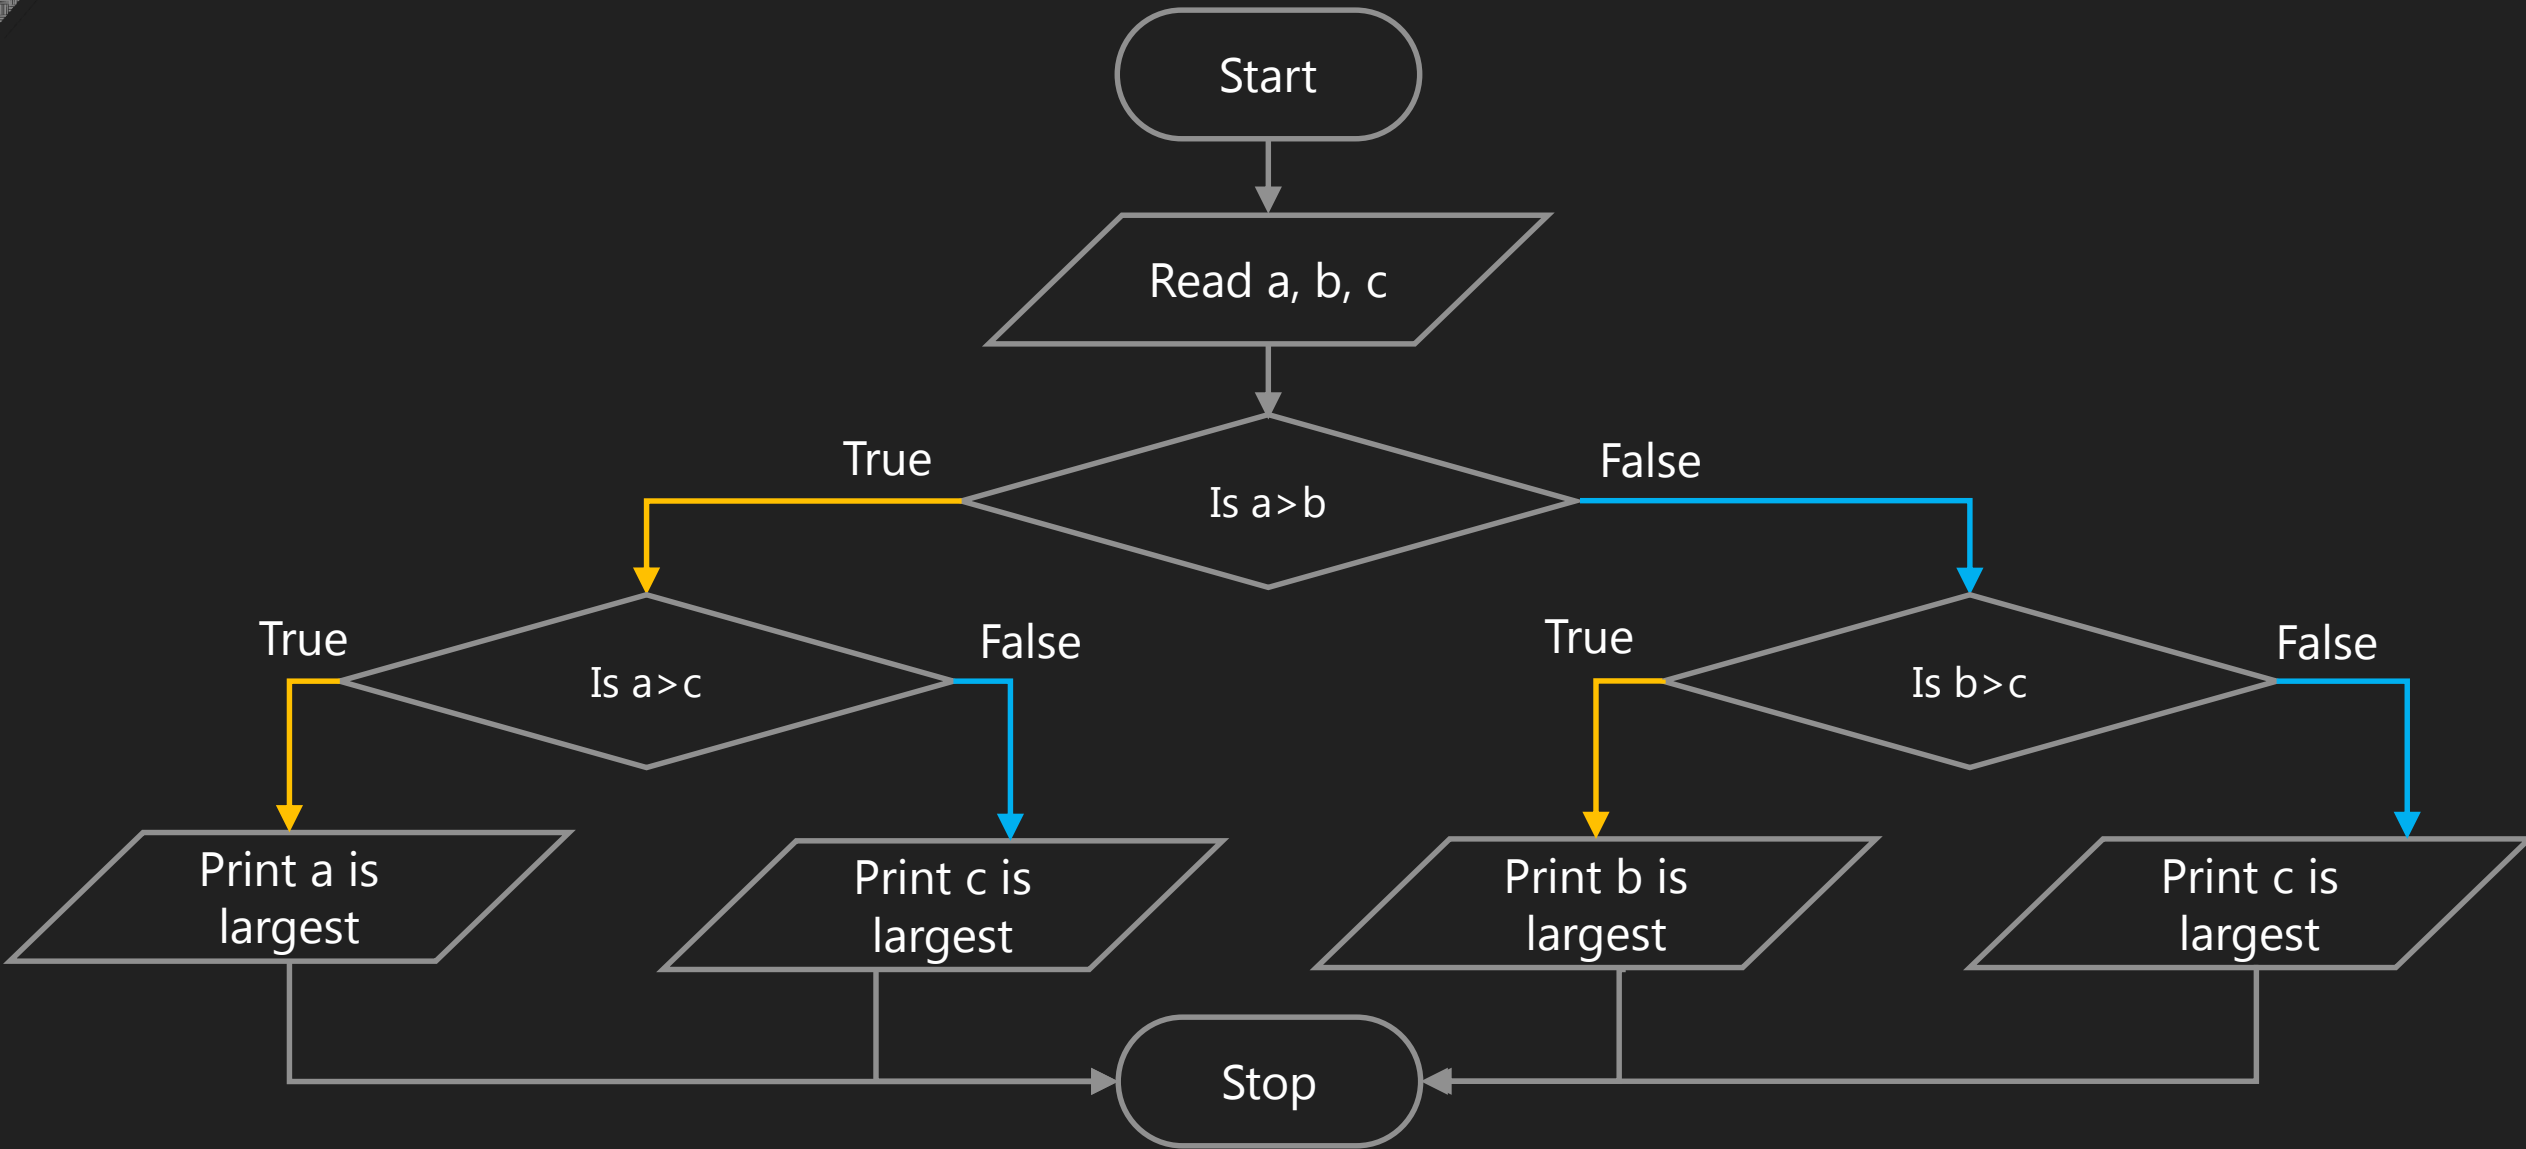 Start
Read a, b, c
True
False
Is a>b
True
False
True
False
Is a>c
Is b>c
Print a is
largest
Print c is
largest
Print b is
largest
Print c is
largest
Stop